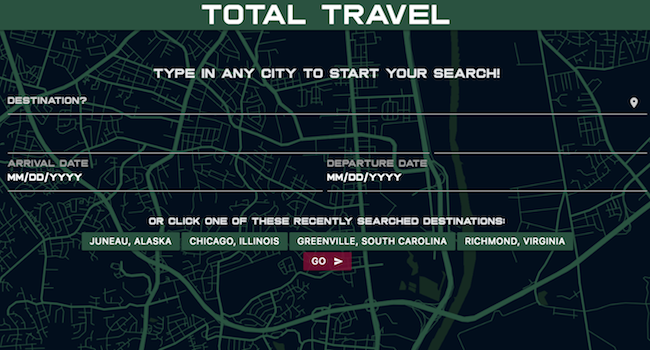 TOTAL TRAVEL
TYPE IN ANY CITY TO START YOUR SEARCH!
DESTINATION?
ARRIVAL DATE DEPARTURE DATE
MM/DD/YYYY MM/DD/YYYY
OR CLICK ONE OF THESE RECENTLY SEARCHED DESTINATIONS:
JUNEAU, ALASKA CHICAGO, ILLINOIS GREENVILLE, SOUTH CAROLINA RICHMOND, VIRGINIA
GO